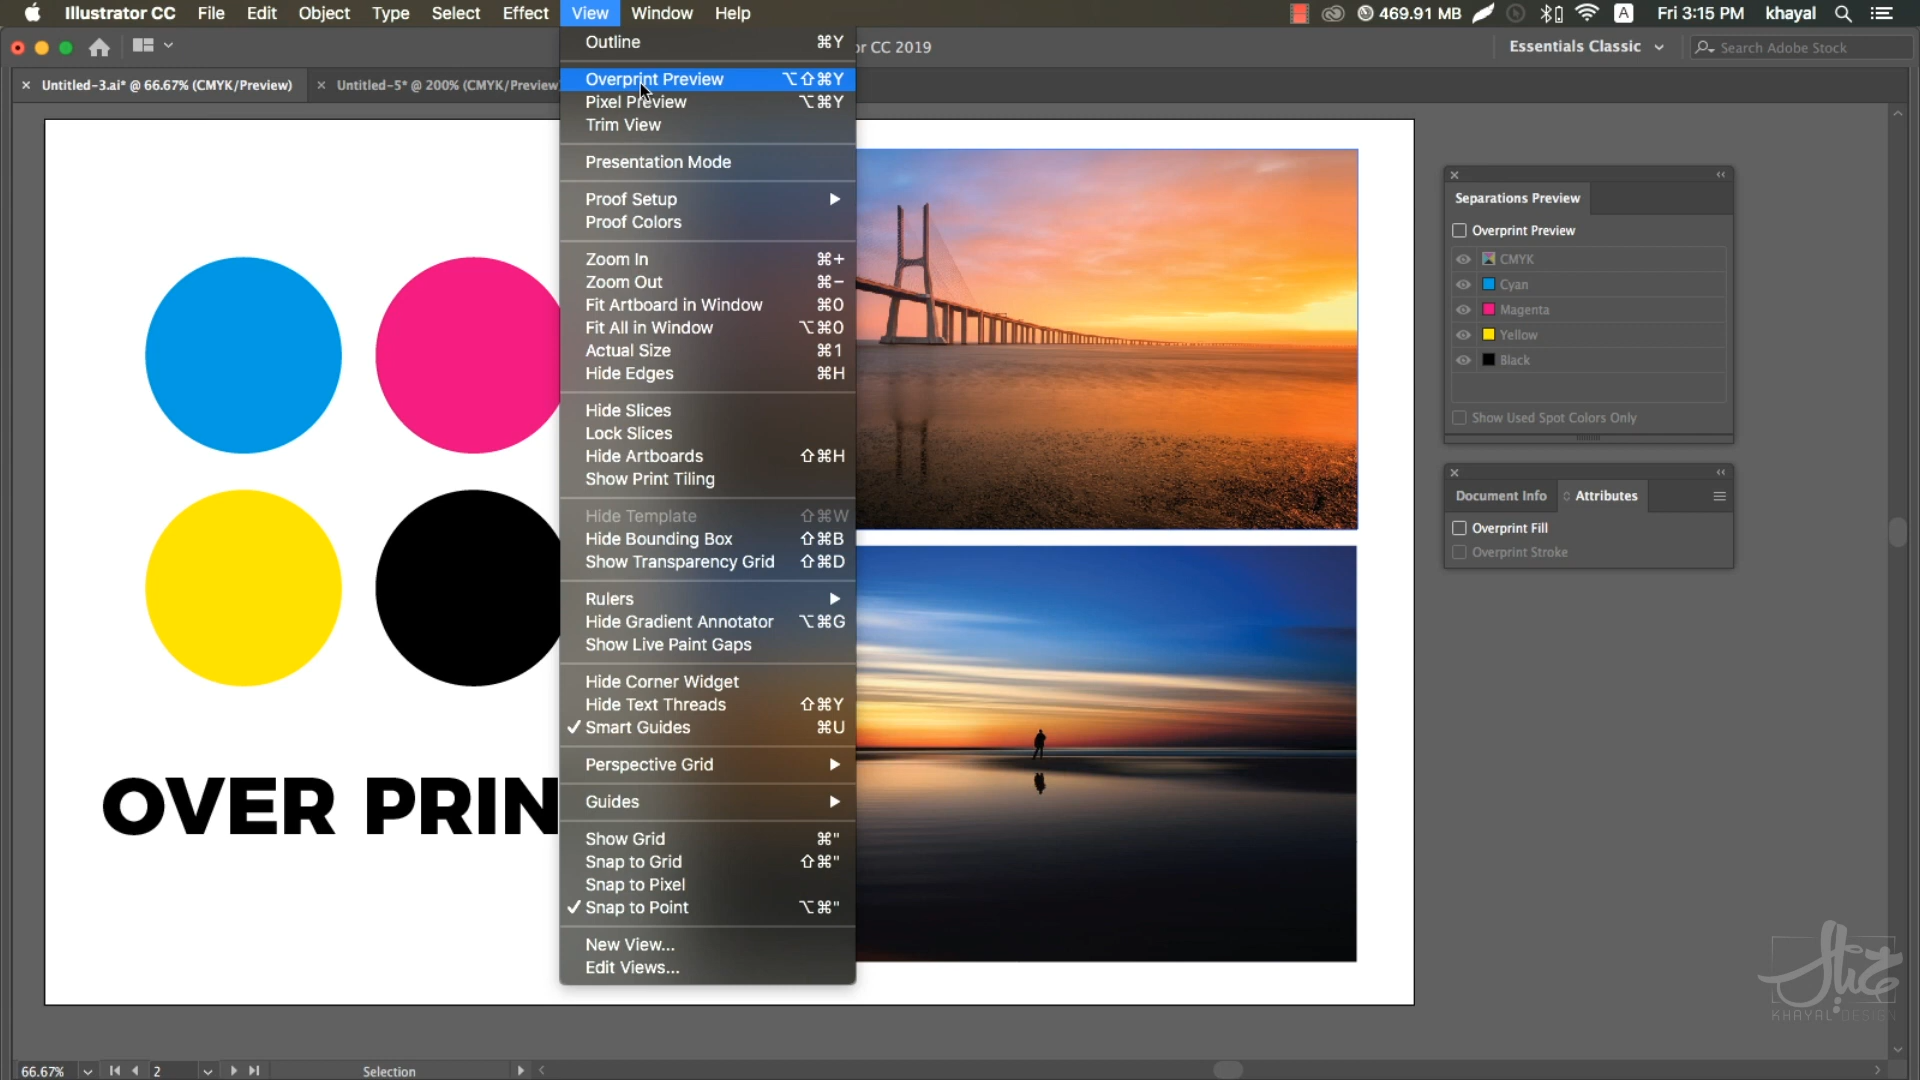 Illustrator CC File Edit Object Type Select Effect View Window Help 469.91 MB A Fri 3:15 PM khayal
or CC 2019 Essentials Classic Search Adobe Stock
Untitled-3.ai* @ 66.67% (CMYK/Preview) Untitled-5* @ 200% (CMYK/Preview
Outline ⌘Y
Overprint Preview ⌥⇧⌘Y
Pixel Preview ⌥⌘Y
Trim View
Presentation Mode
Proof Setup
Proof Colors
Zoom In ⌘+
Zoom Out ⌘−
Fit Artboard in Window ⌘0
Fit All in Window ⌥⌘0
Actual Size ⌘1
Hide Edges ⌘H
Hide Slices
Lock Slices
Hide Artboards ⇧⌘H
Show Print Tiling
Hide Template ⇧⌘W
Hide Bounding Box ⇧⌘B
Show Transparency Grid ⇧⌘D
Rulers
Hide Gradient Annotator ⌥⌘G
Show Live Paint Gaps
Hide Corner Widget
Hide Text Threads ⇧⌘Y
✓ Smart Guides ⌘U
Perspective Grid
Guides
Show Grid ⌘"
Snap to Grid ⇧⌘"
Snap to Pixel
✓ Snap to Point ⌥⌘"
New View...
Edit Views...
OVER PRIN
Separations Preview
Overprint Preview
CMYK
Cyan
Magenta
Yellow
Black
Show Used Spot Colors Only
Document Info Attributes
Overprint Fill
Overprint Stroke
خيال
KHAYAL DESIGN
66.67% 2 Selection